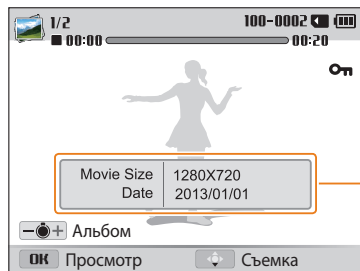 1/2 100-0002
00:00 00:20
Movie Size 1280X720
Date 2013/01/01
Альбом
OK Просмотр Съемка